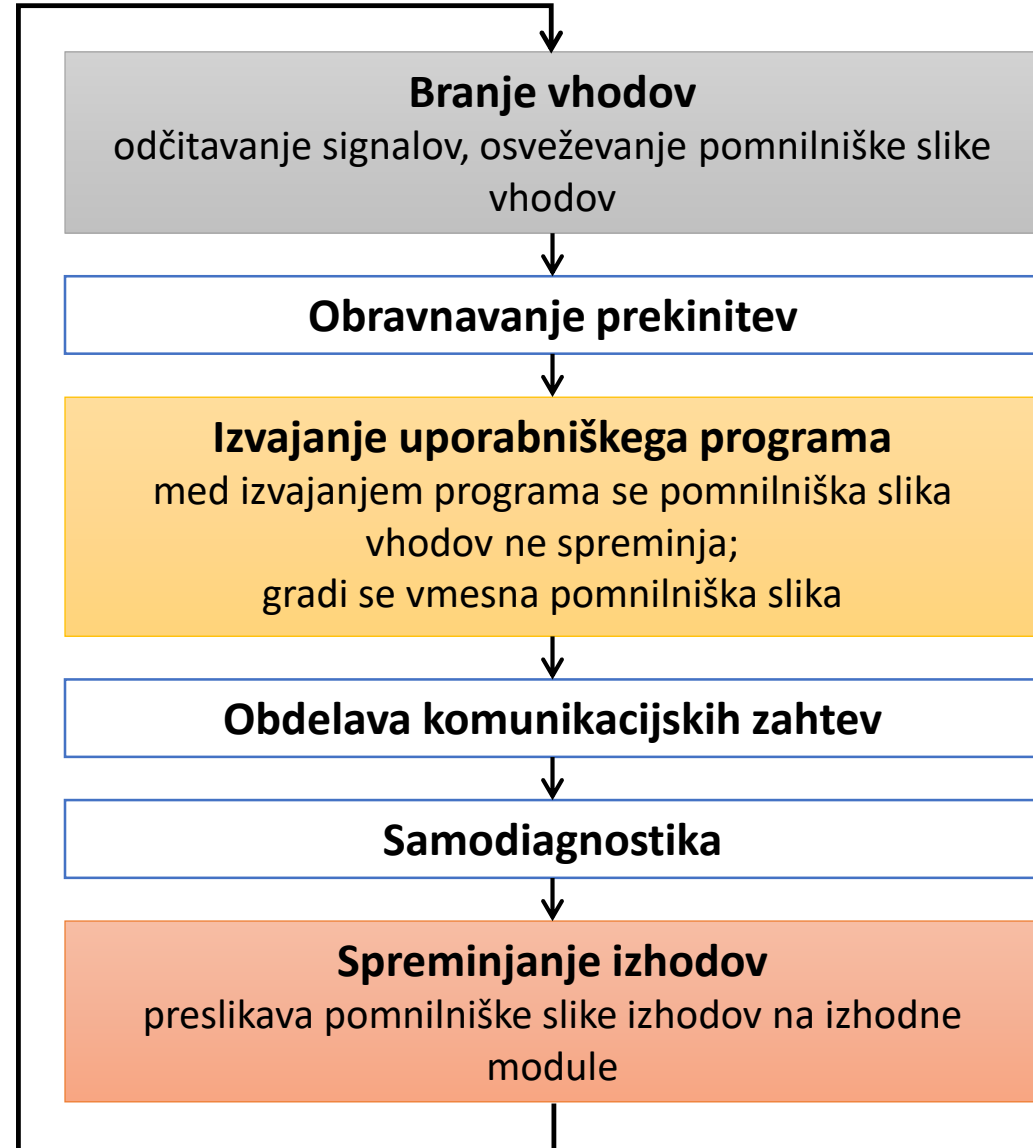 Branje vhodov
odčitavanje signalov, osveževanje pomnilniške slike
vhodov
Obravnavanje prekinitev
Izvajanje uporabniškega programa
med izvajanjem programa se pomnilniška slika
vhodov ne spreminja;
gradi se vmesna pomnilniška slika
Obdelava komunikacijskih zahtev
Samodiagnostika
Spreminjanje izhodov
preslikava pomnilniške slike izhodov na izhodne
module